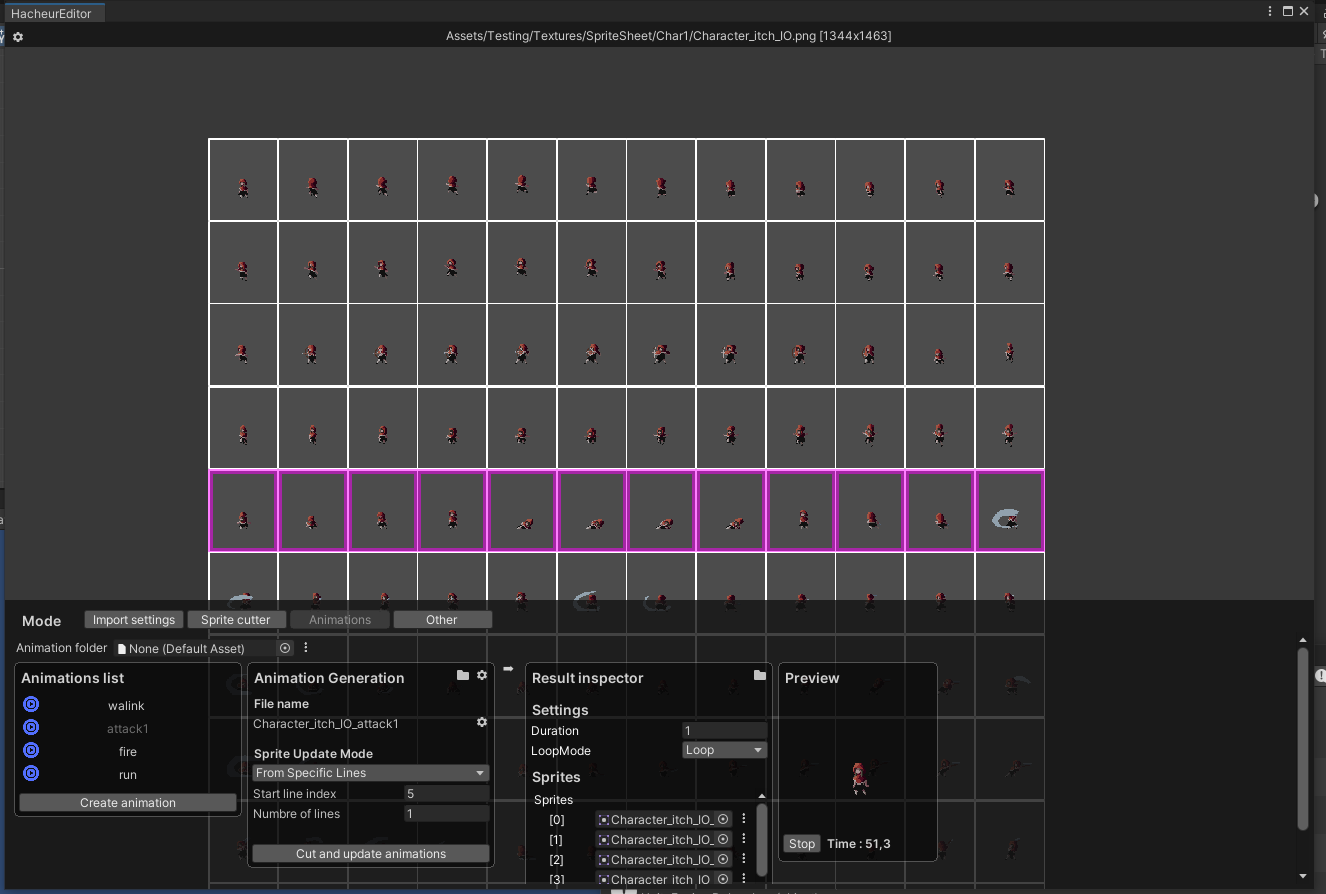 HacheurEditor
Assets/Testing/Textures/SpriteSheet/Char1/Character_itch_IO.png [1344x1463]
Mode
Import settings
Sprite cutter
Animations
Other
Animation folder
None (Default Asset)
Animations list
walink
attack1
fire
run
Create animation
Animation Generation
File name
Character_itch_IO_attack1
Sprite Update Mode
From Specific Lines
Start line index 5
Numbre of lines 1
Cut and update animations
Result inspector
Settings
Duration 1
LoopMode Loop
Sprites
Sprites
[0] Character_itch_IO_
[1] Character_itch_IO_
[2] Character_itch_IO_
[3] Character_itch_IO
Preview
Stop Time : 51,3